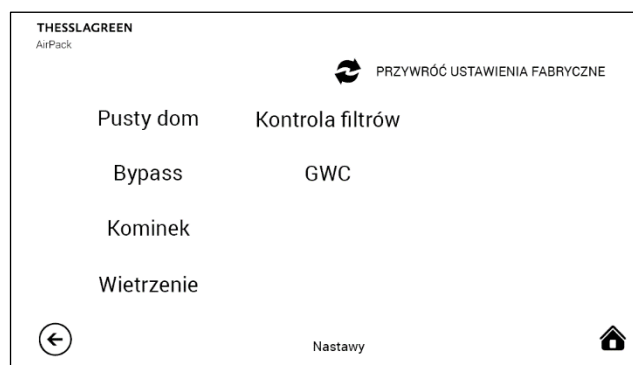 THESSLAGREEN
AirPack
PRZYWRÓĆ USTAWIENIA FABRYCZNE
Pusty dom
Kontrola filtrów
Bypass
GWC
Kominek
Wietrzenie
Nastawy